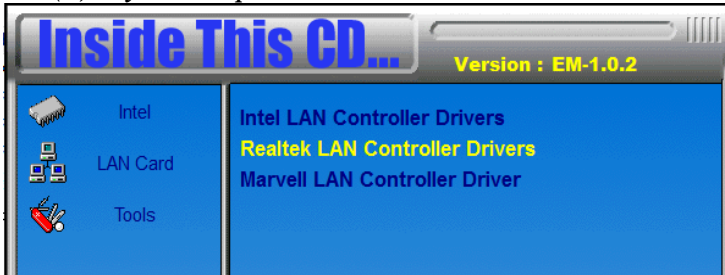 Inside This CD...
Version : EM-1.0.2
Intel
LAN Card
Tools
Intel LAN Controller Drivers
Realtek LAN Controller Drivers
Marvell LAN Controller Driver